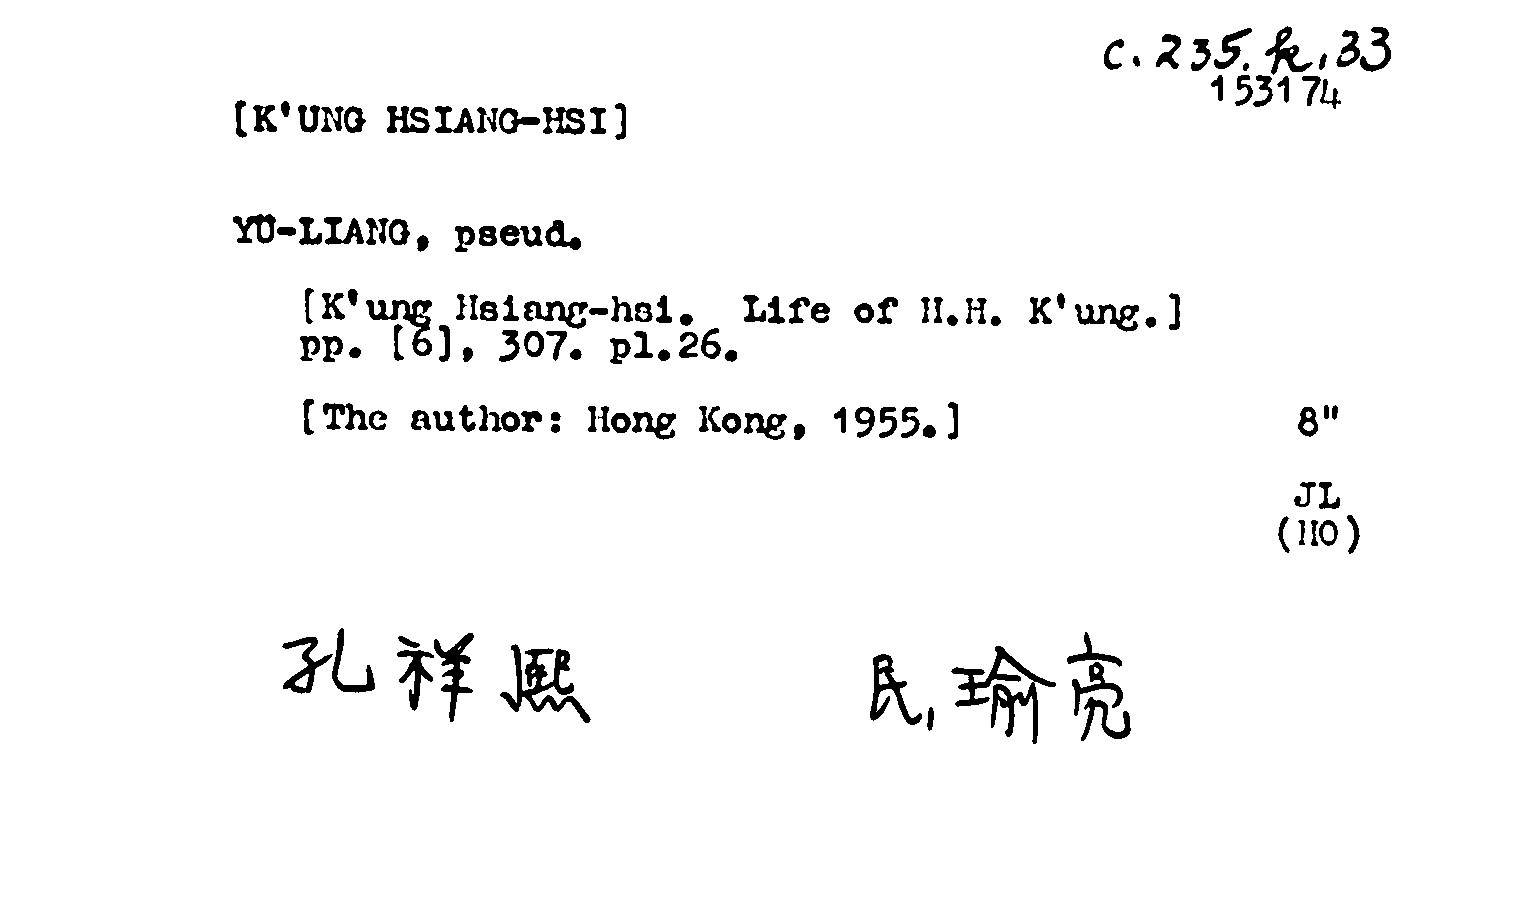 c. 235. k. 33
153174
[K'UNG HSIANG-HSI]
YÜ-LIANG, pseud.
[K'ung Hsiang-hsi. Life of H.H. K'ung.]
pp. [6], 307. pl.26.
[The author: Hong Kong, 1955.] 8"
JL
(HO)
孔祥熙 民, 瑜亮